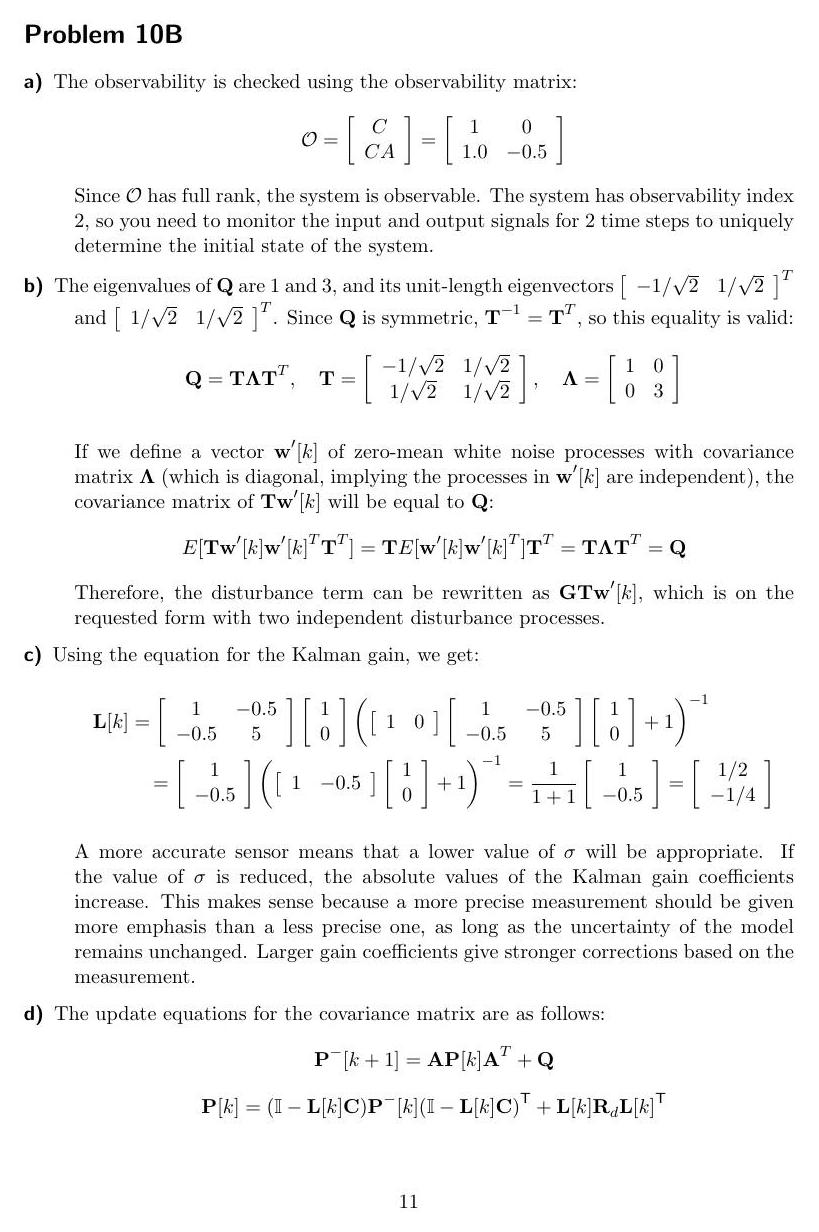 Problem 10B
a) The observability is checked using the observability matrix:
𝒪 = [ C ; CA ] = [ 1 0 ; 1.0 −0.5 ]
Since 𝒪 has full rank, the system is observable. The system has observability index
2, so you need to monitor the input and output signals for 2 time steps to uniquely
determine the initial state of the system.
b) The eigenvalues of Q are 1 and 3, and its unit-length eigenvectors [ −1/√2 1/√2 ]^T
and [ 1/√2 1/√2 ]^T. Since Q is symmetric, T^−1 = T^T, so this equality is valid:
Q = TΛT^T, T = [ −1/√2 1/√2 ; 1/√2 1/√2 ], Λ = [ 1 0 ; 0 3 ]
If we define a vector w′[k] of zero-mean white noise processes with covariance
matrix Λ (which is diagonal, implying the processes in w′[k] are independent), the
covariance matrix of Tw′[k] will be equal to Q:
E[Tw′[k]w′[k]^T T^T] = TE[w′[k]w′[k]^T]T^T = TΛT^T = Q
Therefore, the disturbance term can be rewritten as GTw′[k], which is on the
requested form with two independent disturbance processes.
c) Using the equation for the Kalman gain, we get:
L[k] = [ 1 −0.5 ; −0.5 5 ] [ 1 ; 0 ] ( [ 1 0 ] [ 1 −0.5 ; −0.5 5 ] [ 1 ; 0 ] + 1 )^−1
= [ 1 ; −0.5 ] ( [ 1 −0.5 ] [ 1 ; 0 ] + 1 )^−1 = 1/(1 + 1) [ 1 ; −0.5 ] = [ 1/2 ; −1/4 ]
A more accurate sensor means that a lower value of σ will be appropriate. If
the value of σ is reduced, the absolute values of the Kalman gain coefficients
increase. This makes sense because a more precise measurement should be given
more emphasis than a less precise one, as long as the uncertainty of the model
remains unchanged. Larger gain coefficients give stronger corrections based on the
measurement.
d) The update equations for the covariance matrix are as follows:
P^−[k + 1] = AP[k]A^T + Q
P[k] = (𝕀 − L[k]C)P^−[k](𝕀 − L[k]C)^T + L[k]R_d L[k]^T
11